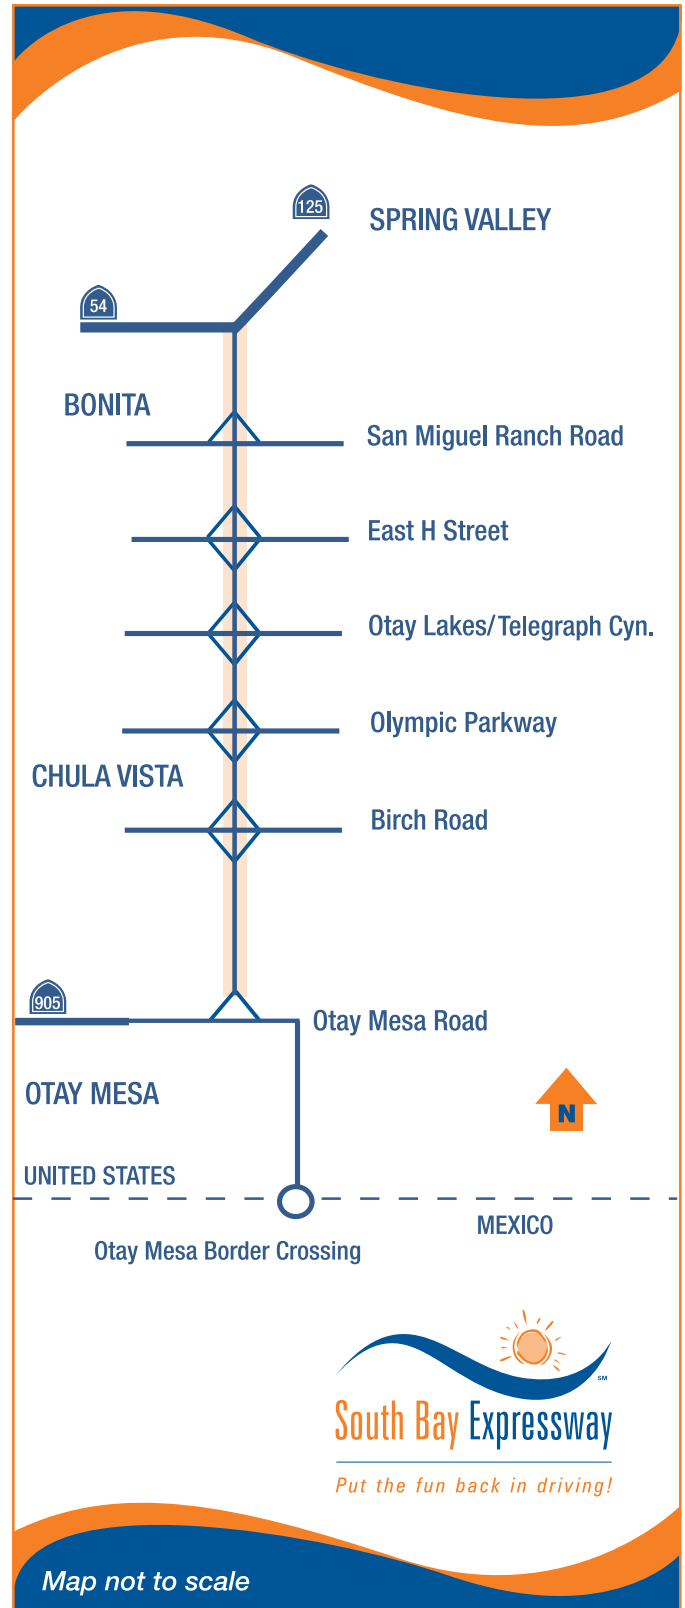 125
SPRING VALLEY
54
BONITA
San Miguel Ranch Road
East H Street
Otay Lakes/Telegraph Cyn.
Olympic Parkway
CHULA VISTA
Birch Road
905
Otay Mesa Road
OTAY MESA
N
UNITED STATES
MEXICO
Otay Mesa Border Crossing
SM
South Bay Expressway
Put the fun back in driving!
Map not to scale